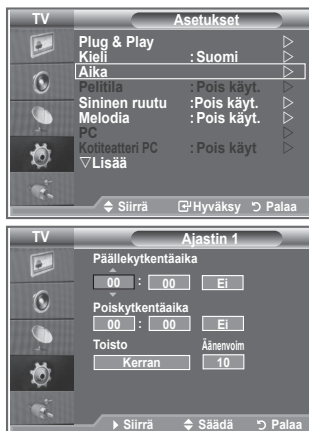 TV Asetukset
Plug & Play
Kieli : Suomi
Aika
Pelitila : Pois käyt.
Sininen ruutu :Pois käyt.
Melodia : Pois käyt.
PC
Kotiteatteri PC : Pois käyt
▽Lisää
Siirrä Hyväksy Palaa
TV Ajastin 1
Päällekytkentäaika
00 : 00 Ei
Poiskytkentäaika
00 : 00 Ei
Toisto Äänenvoim
Kerran 10
Siirrä Säädä Palaa